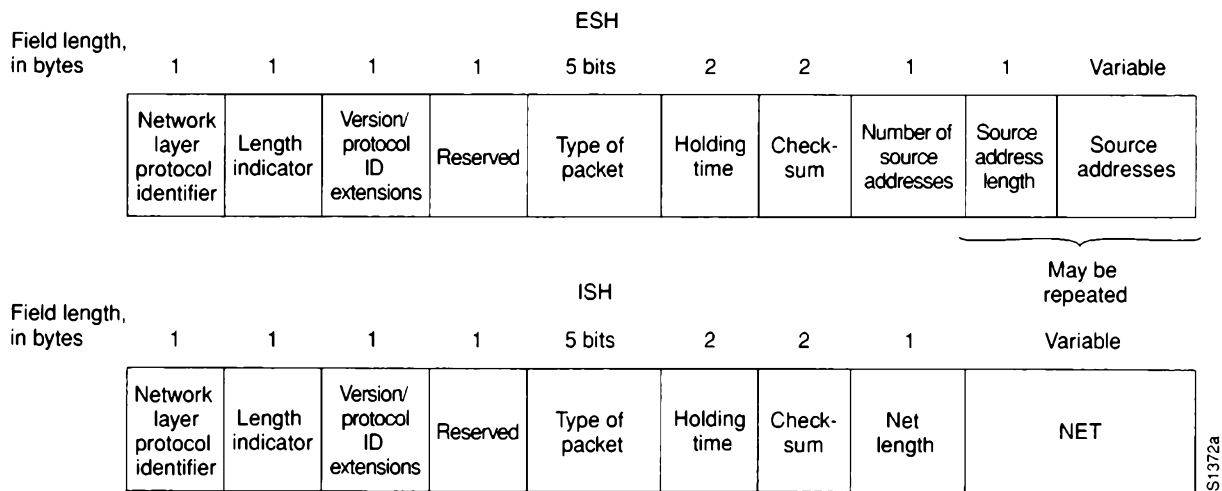 ESH
Field length,
in bytes 1 1 1 1 5 bits 2 2 1 1 Variable
Network layer protocol identifier
Length indicator
Version/ protocol ID extensions
Reserved
Type of packet
Holding time
Check-sum
Number of source addresses
Source address length
Source addresses
May be
repeated
ISH
Field length,
in bytes 1 1 1 1 5 bits 2 2 1 Variable
Network layer protocol identifier
Length indicator
Version/ protocol ID extensions
Reserved
Type of packet
Holding time
Check-sum
Net length
NET
S1372a